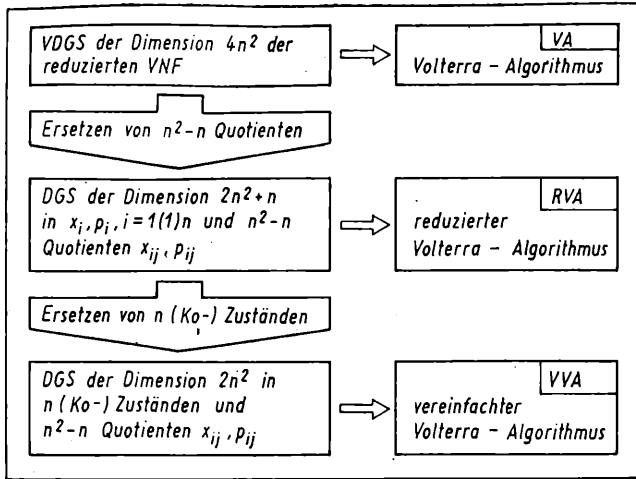 VDGS der Dimension 4n² der
reduzierten VNF
VA
Volterra - Algorithmus
Ersetzen von n²-n Quotienten
DGS der Dimension 2n²+n
in xᵢ, pᵢ, i = 1(1)n und n²-n
Quotienten xᵢⱼ, pᵢⱼ
RVA
reduzierter
Volterra - Algorithmus
Ersetzen von n (Ko-) Zuständen
DGS der Dimension 2n² in
n (Ko-) Zuständen und
n²-n Quotienten xᵢⱼ, pᵢⱼ
VVA
vereinfachter
Volterra - Algorithmus